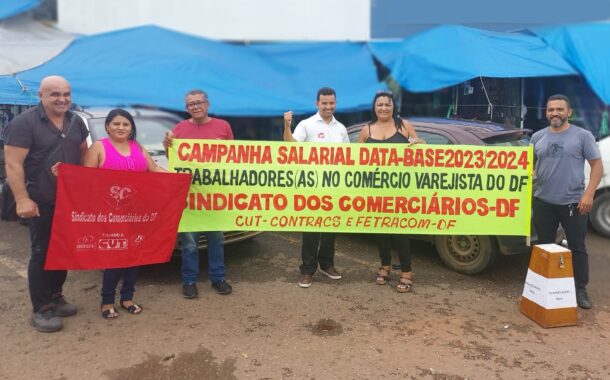 CAMPANHA SALARIAL DATA-BASE2023/2024
TRABALHADORES(AS) NO COMÉRCIO VAREJISTA DO DF
SINDICATO DOS COMERCIÁRIOS-DF
CUT-CONTRACS E FETRACOM-DF
Sindicato dos Comerciários do DF
CUT